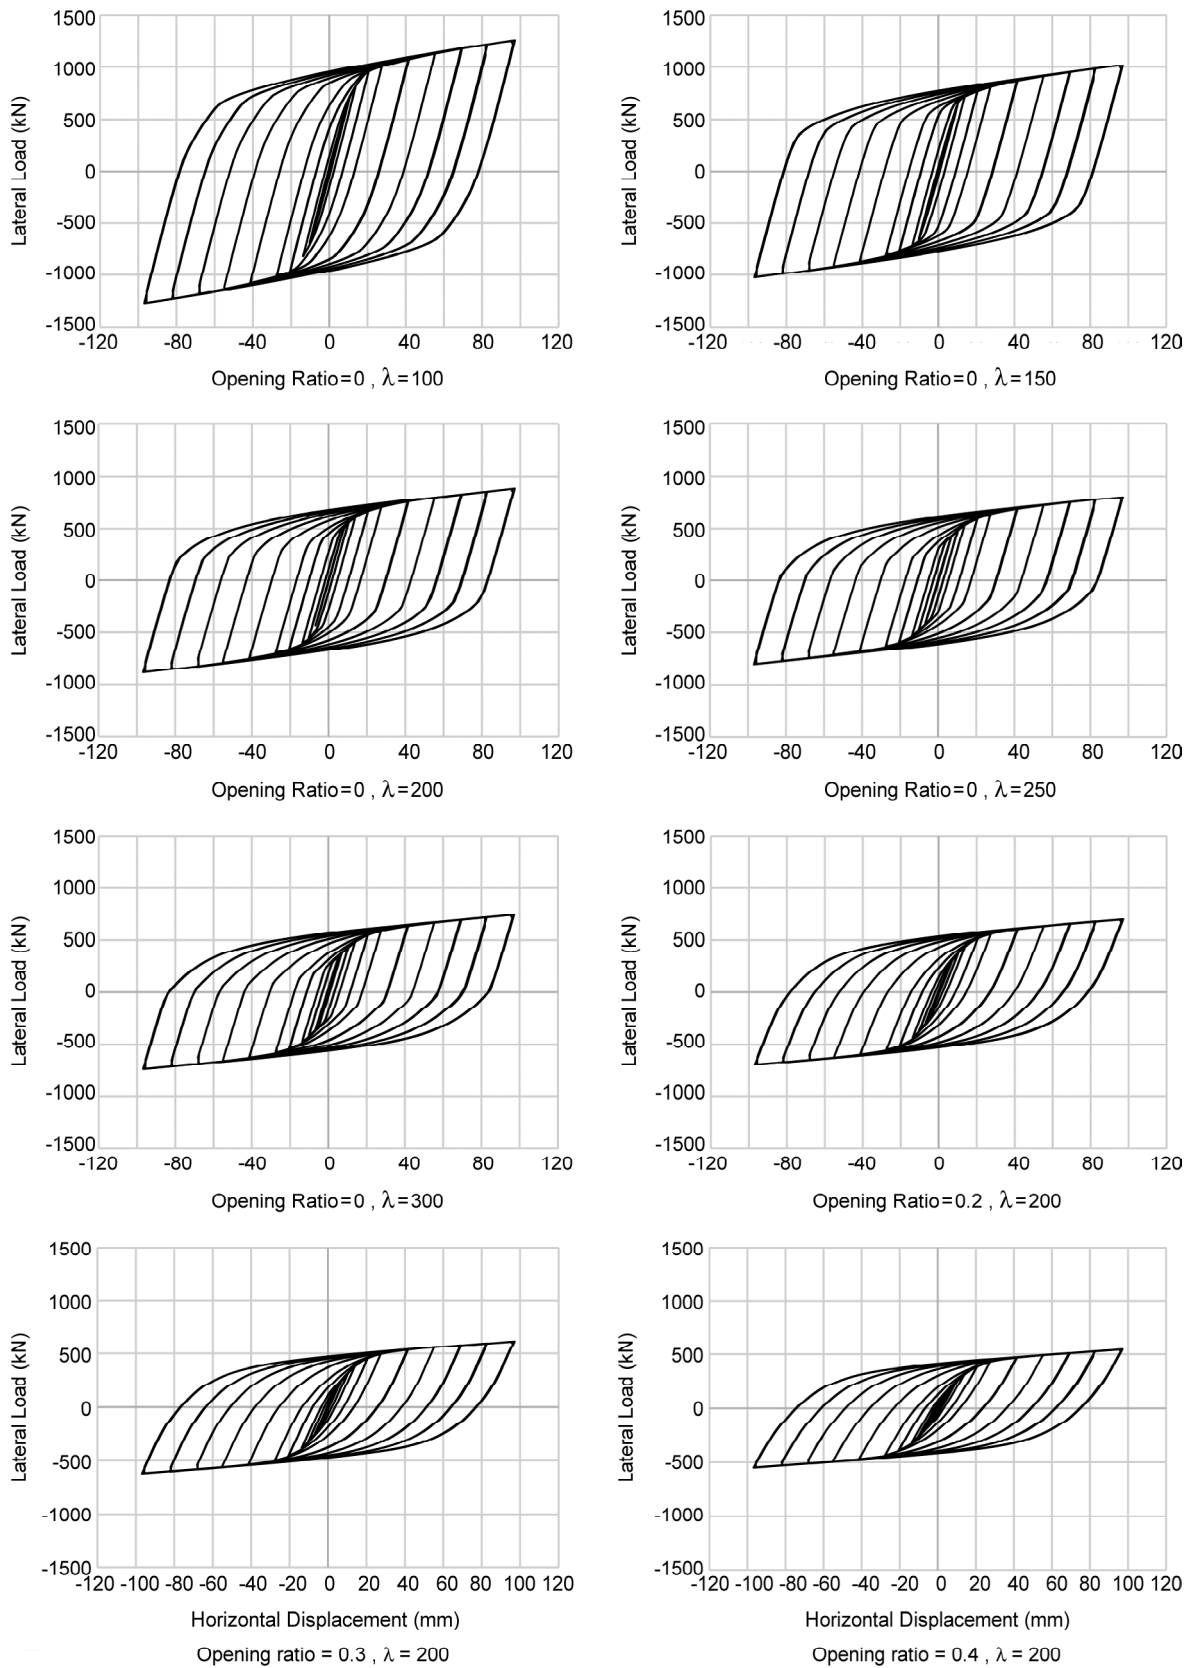 1500
1000
500
0
-500
-1000
-1500
-120 -80 -40 0 40 80 120
Lateral Load (kN)
Opening Ratio=0 , λ=100
1500
1000
500
0
-500
-1000
-1500
-120 -80 -40 0 40 80 120
Lateral Load (kN)
Opening Ratio=0 , λ=150
1500
1000
500
0
-500
-1000
-1500
-120 -80 -40 0 40 80 120
Lateral Load (kN)
Opening Ratio=0 , λ=200
1500
1000
500
0
-500
-1000
-1500
-120 -80 -40 0 40 80 120
Lateral Load (kN)
Opening Ratio=0 , λ=250
1500
1000
500
0
-500
-1000
-1500
-120 -80 -40 0 40 80 120
Lateral Load (kN)
Opening Ratio=0 , λ=300
1500
1000
500
0
-500
-1000
-1500
-120 -80 -40 0 40 80 120
Lateral Load (kN)
Opening Ratio=0.2 , λ=200
1500
1000
500
0
-500
-1000
-1500
-120 -100 -80 -60 -40 -20 0 20 40 60 80 100 120
Lateral Load (kN)
Horizontal Displacement (mm)
Opening ratio = 0.3 , λ = 200
1500
1000
500
0
-500
-1000
-1500
-120 -100 -80 -60 -40 -20 0 20 40 60 80 100 120
Lateral Load (kN)
Horizontal Displacement (mm)
Opening ratio = 0.4 , λ = 200